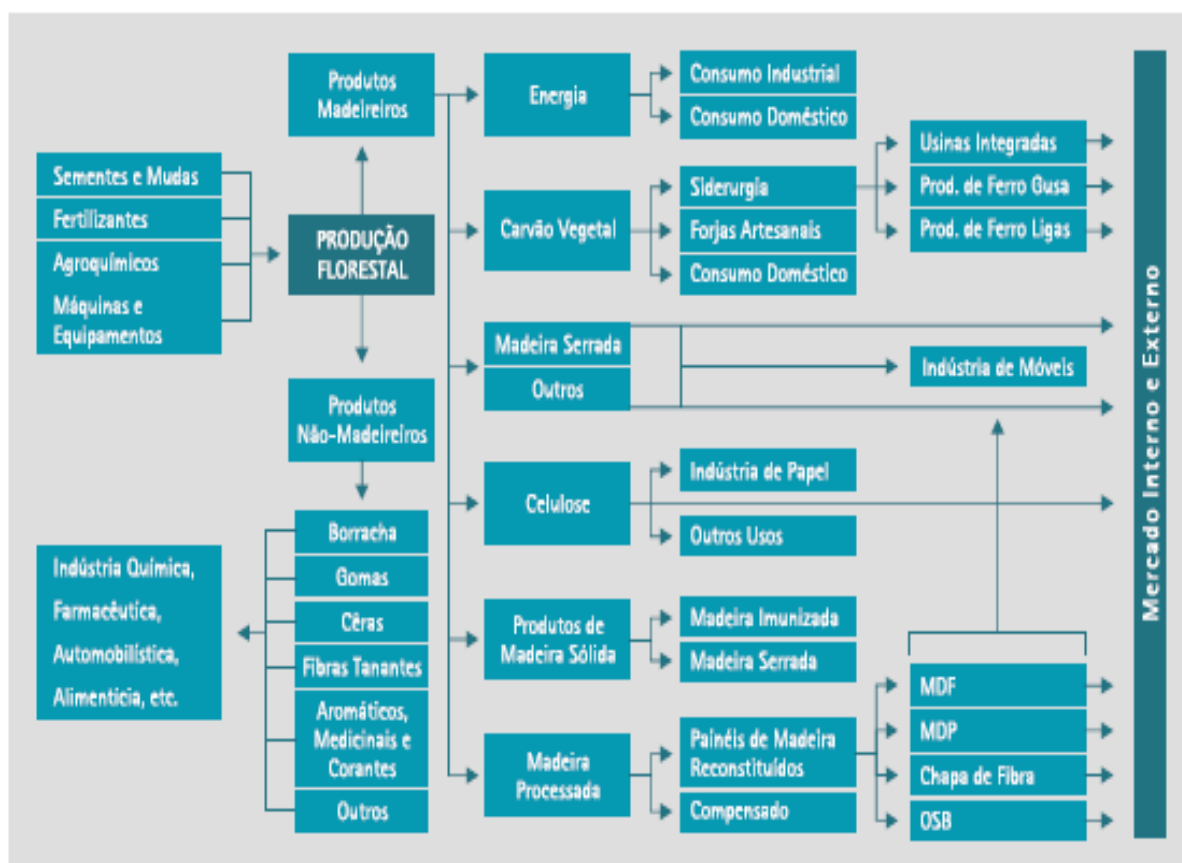 Produtos
Madeireiros
Energia
Consumo Industrial
Consumo Doméstico
Sementes e Mudas
Fertilizantes
Agroquímicos
Máquinas e
Equipamentos
PRODUÇÃO
FLORESTAL
Carvão Vegetal
Siderurgia
Forjas Artesanais
Consumo Doméstico
Usinas Integradas
Prod. de Ferro Gusa
Prod. de Ferro Ligas
Madeira Serrada
Outros
Indústria de Móveis
Produtos
Não-Madeireiros
Celulose
Indústria de Papel
Outros Usos
Borracha
Gomas
Cêras
Fibras Tanantes
Aromáticos,
Medicinais e
Corantes
Outros
Indústria Química,
Farmacêutica,
Automobilística,
Alimentícia, etc.
Produtos de
Madeira Sólida
Madeira Imunizada
Madeira Serrada
Madeira
Processada
Painéis de Madeira
Reconstituídos
Compensado
MDF
MDP
Chapa de Fibra
OSB
Mercado Interno e Externo